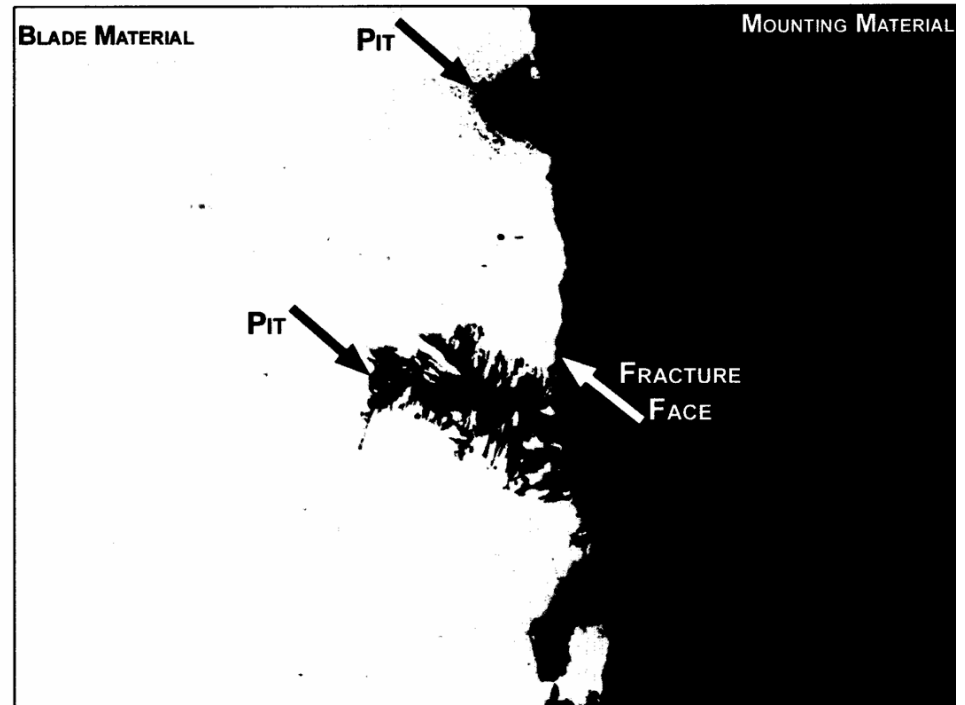 BLADE MATERIAL
PIT
MOUNTING MATERIAL
PIT
FRACTURE
FACE